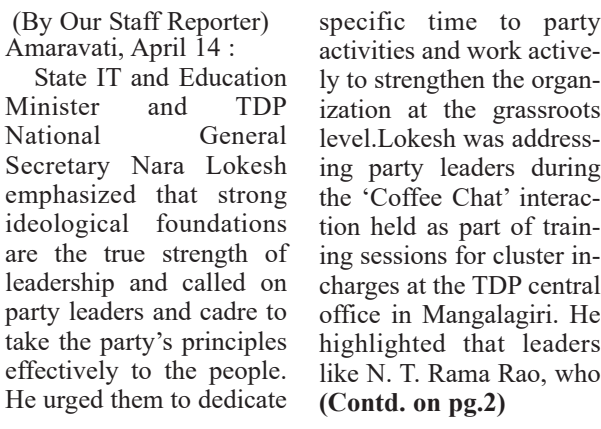 (By Our Staff Reporter)
Amaravati, April 14 :
State IT and Education
Minister and TDP
National General
Secretary Nara Lokesh
emphasized that strong
ideological foundations
are the true strength of
leadership and called on
party leaders and cadre to
take the party's principles
effectively to the people.
He urged them to dedicate
specific time to party
activities and work active-
ly to strengthen the organ-
ization at the grassroots
level.Lokesh was address-
ing party leaders during
the ‘Coffee Chat’ interac-
tion held as part of train-
ing sessions for cluster in-
charges at the TDP central
office in Mangalagiri. He
highlighted that leaders
like N. T. Rama Rao, who
(Contd. on pg.2)